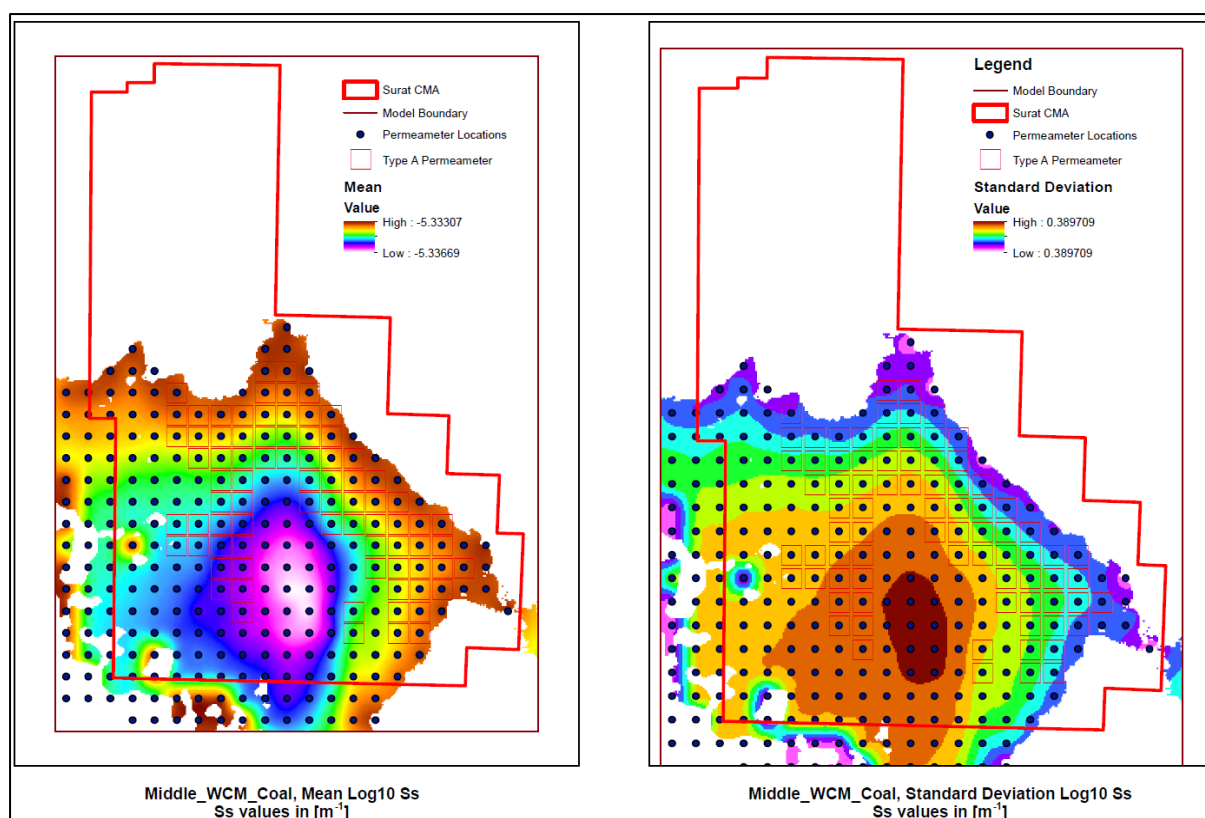 Surat CMA
Model Boundary
Permeameter Locations
Type A Permeameter
Mean
Value
High : -5.33307
Low : -5.33669
Middle_WCM_Coal, Mean Log10 Ss
Ss values in [m⁻¹]
Legend
Model Boundary
Surat CMA
Permeameter Locations
Type A Permeameter
Standard Deviation
Value
High : 0.389709
Low : 0.389709
Middle_WCM_Coal, Standard Deviation Log10 Ss
Ss values in [m⁻¹]